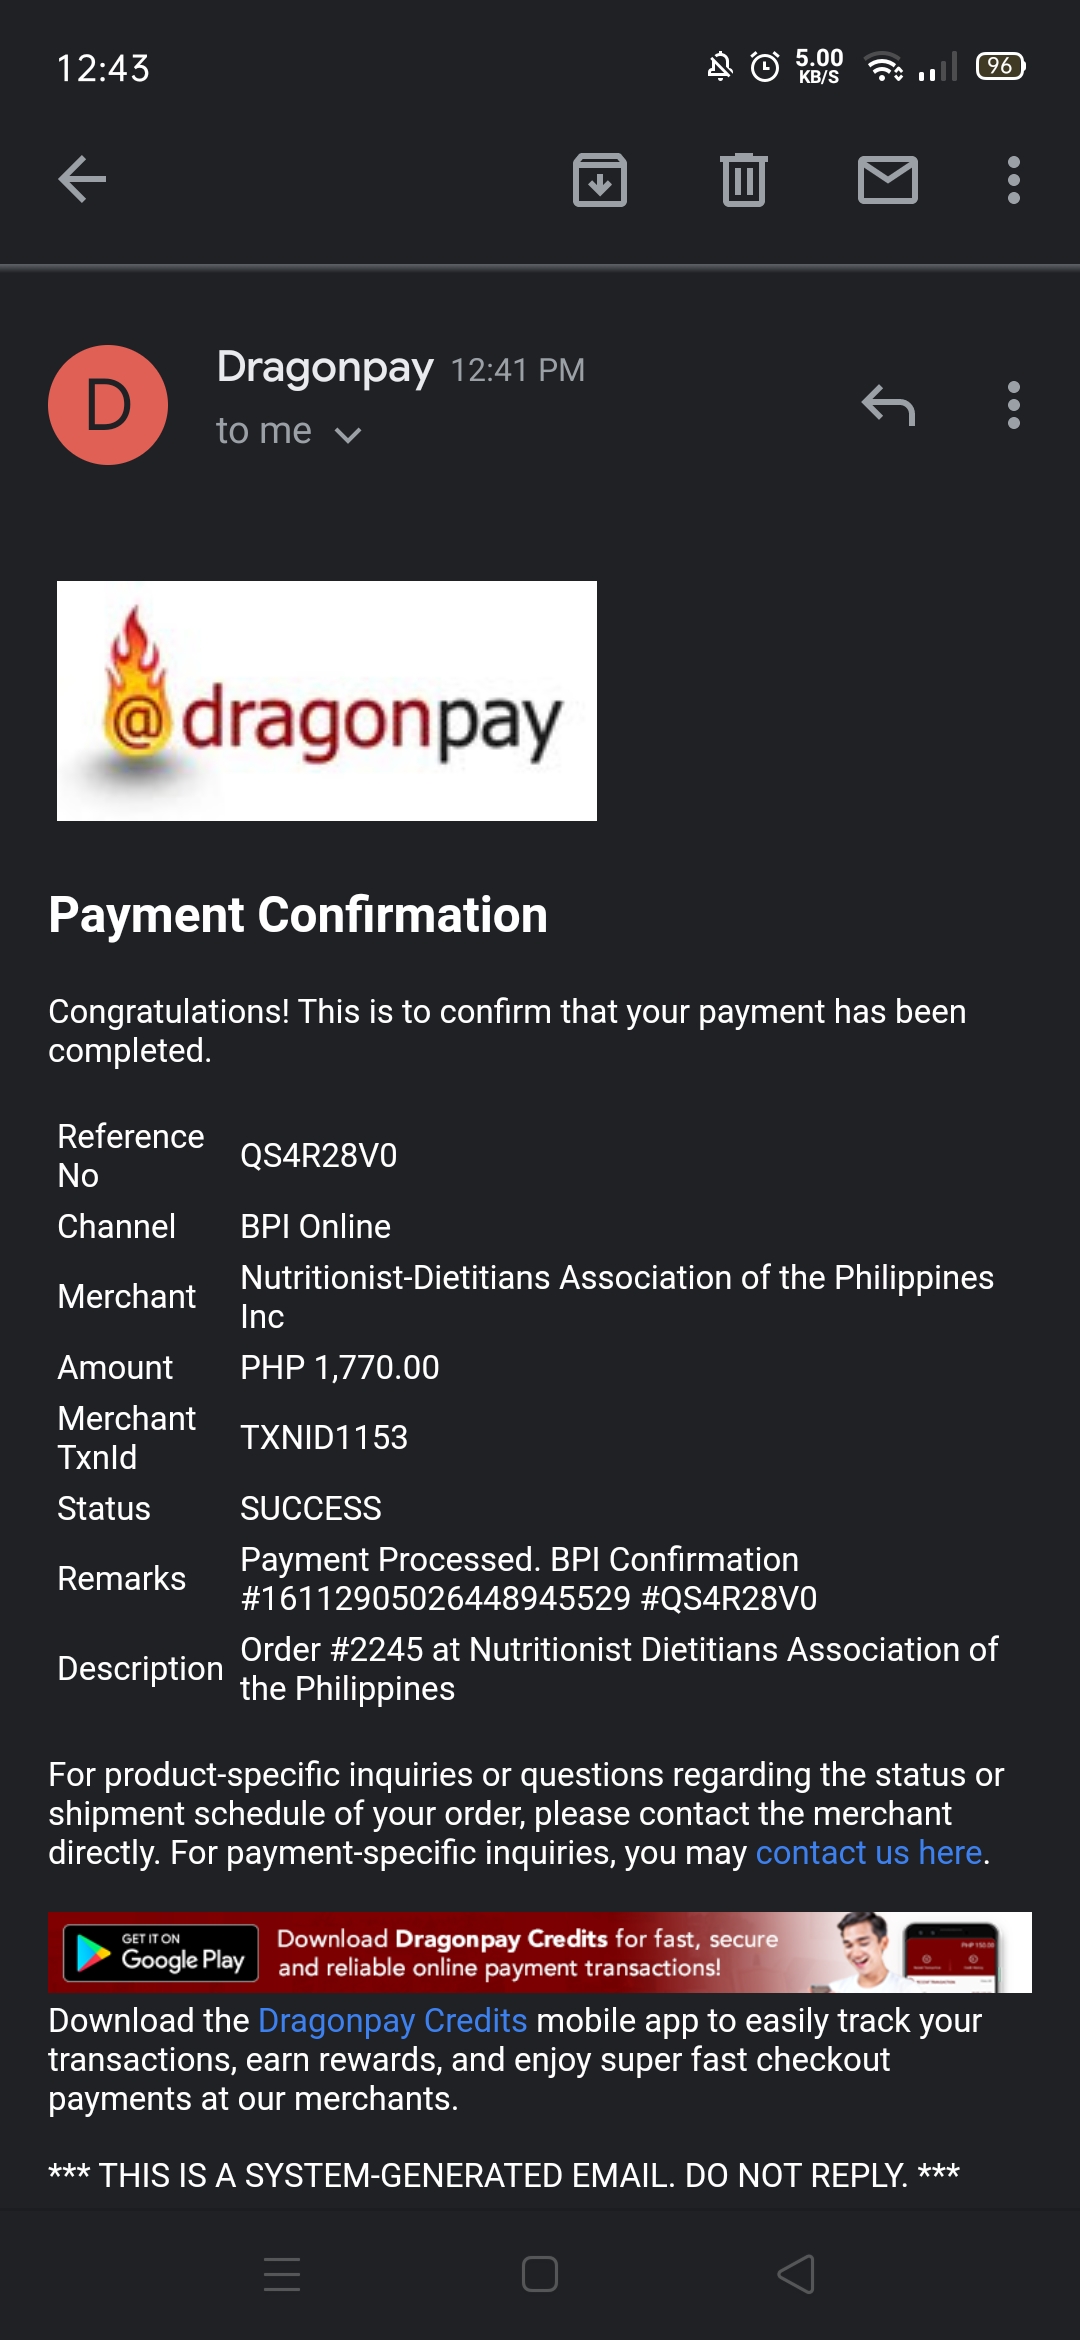 12:43
5.00
KB/S
96
D
Dragonpay 12:41 PM
to me
@dragonpay
Payment Confirmation
Congratulations! This is to confirm that your payment has been
completed.
Reference
No
QS4R28V0
Channel BPI Online
Merchant
Nutritionist-Dietitians Association of the Philippines
Inc
Amount PHP 1,770.00
Merchant
TxnId
TXNID1153
Status SUCCESS
Remarks
Payment Processed. BPI Confirmation
#16112905026448945529 #QS4R28V0
Description
Order #2245 at Nutritionist Dietitians Association of
the Philippines
For product-specific inquiries or questions regarding the status or
shipment schedule of your order, please contact the merchant
directly. For payment-specific inquiries, you may contact us here.
GET IT ON
Google Play
Download Dragonpay Credits for fast, secure
and reliable online payment transactions!
Download the Dragonpay Credits mobile app to easily track your
transactions, earn rewards, and enjoy super fast checkout
payments at our merchants.
*** THIS IS A SYSTEM-GENERATED EMAIL. DO NOT REPLY. ***